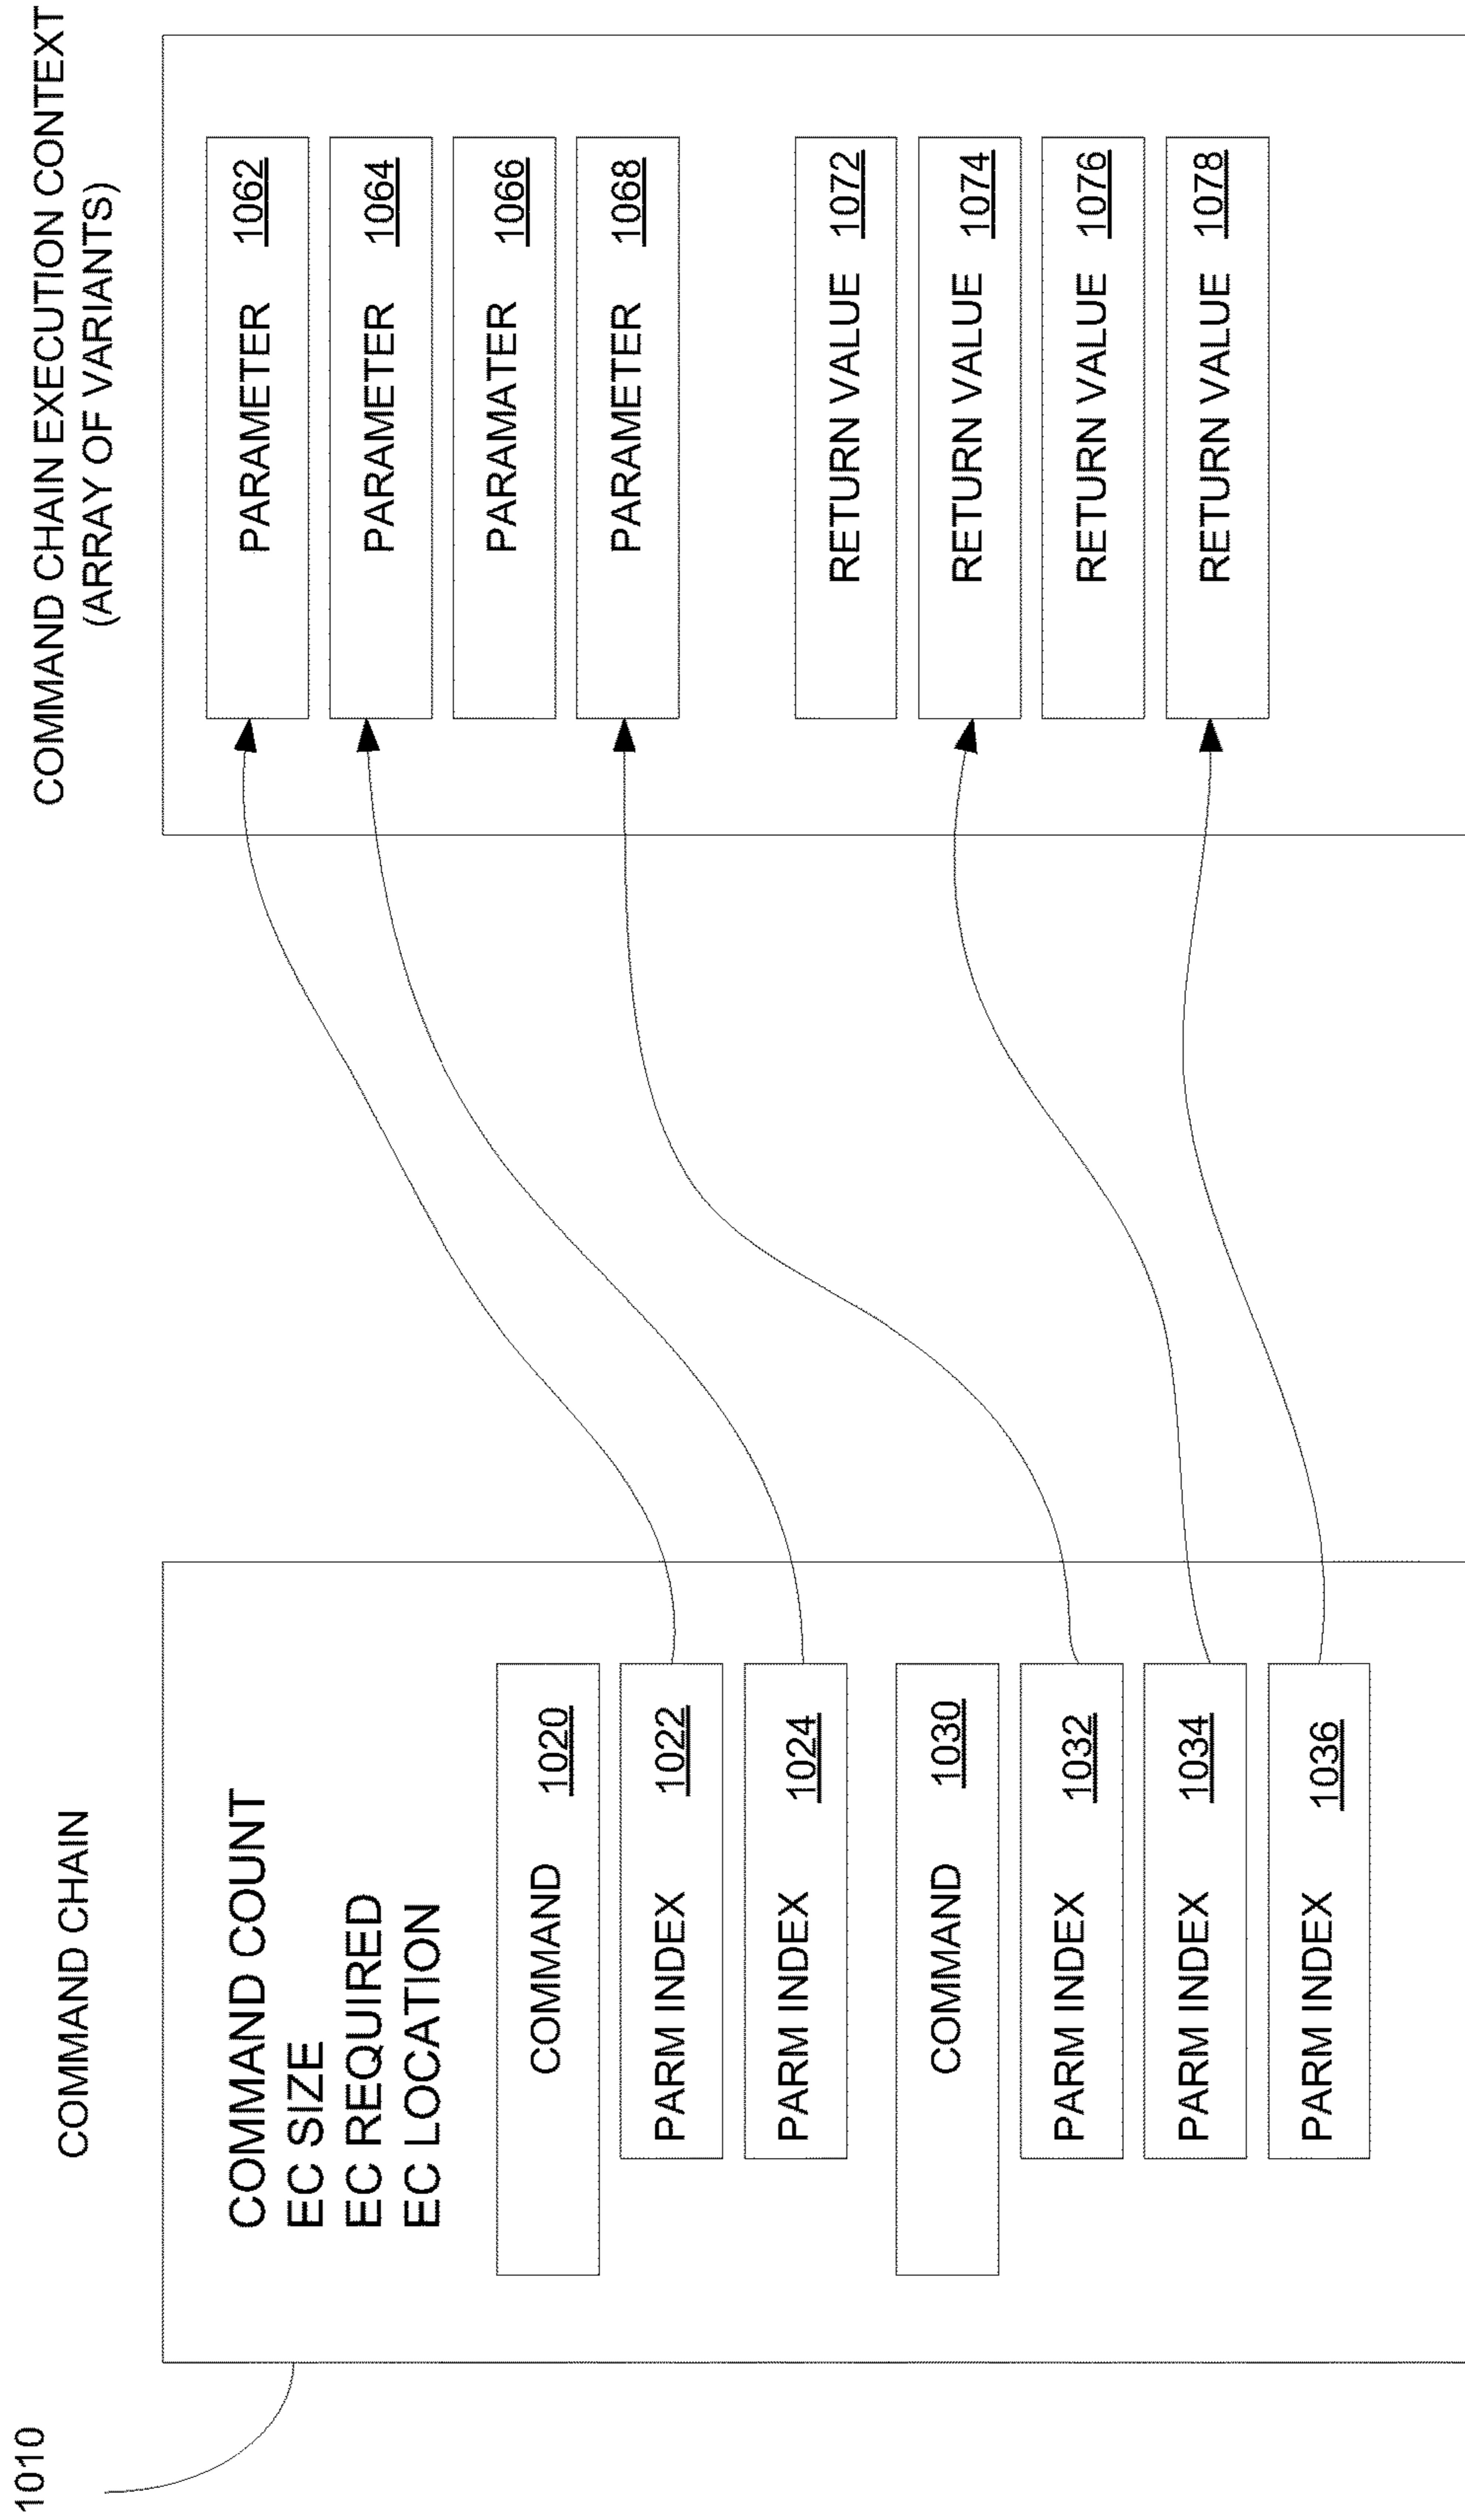 1010
COMMAND CHAIN
COMMAND COUNT
EC SIZE
EC REQUIRED
EC LOCATION
COMMAND 1020
PARM INDEX 1022
PARM INDEX 1024
COMMAND 1030
PARM INDEX 1032
PARM INDEX 1034
PARM INDEX 1036
COMMAND CHAIN EXECUTION CONTEXT
(ARRAY OF VARIANTS)
PARAMETER 1062
PARAMETER 1064
PARAMATER 1066
PARAMETER 1068
RETURN VALUE 1072
RETURN VALUE 1074
RETURN VALUE 1076
RETURN VALUE 1078